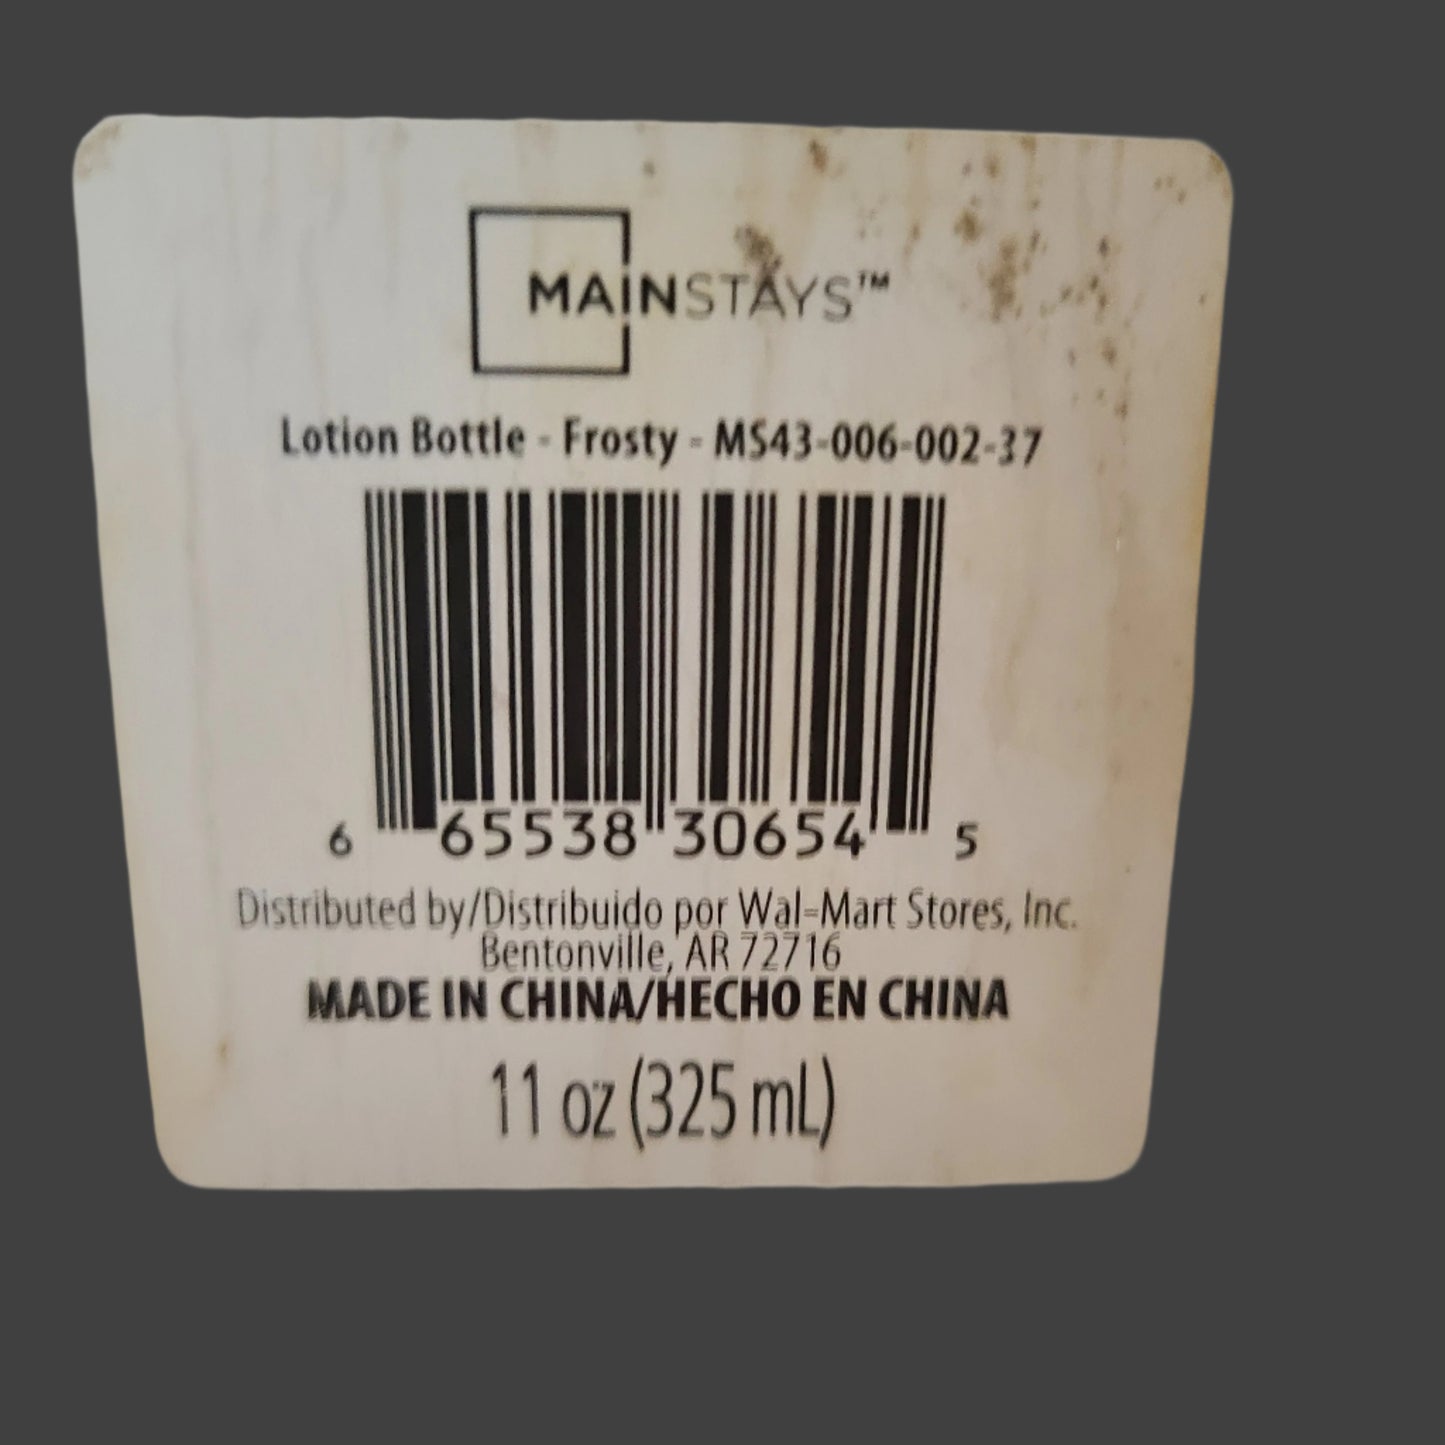 MAINSTAYS™
Lotion Bottle - Frosty - MS43-006-002-37
6 65538 30654 5
Distributed by/Distribuido por Wal-Mart Stores, Inc.
Bentonville, AR 72716
MADE IN CHINA/HECHO EN CHINA
11 oz (325 mL)